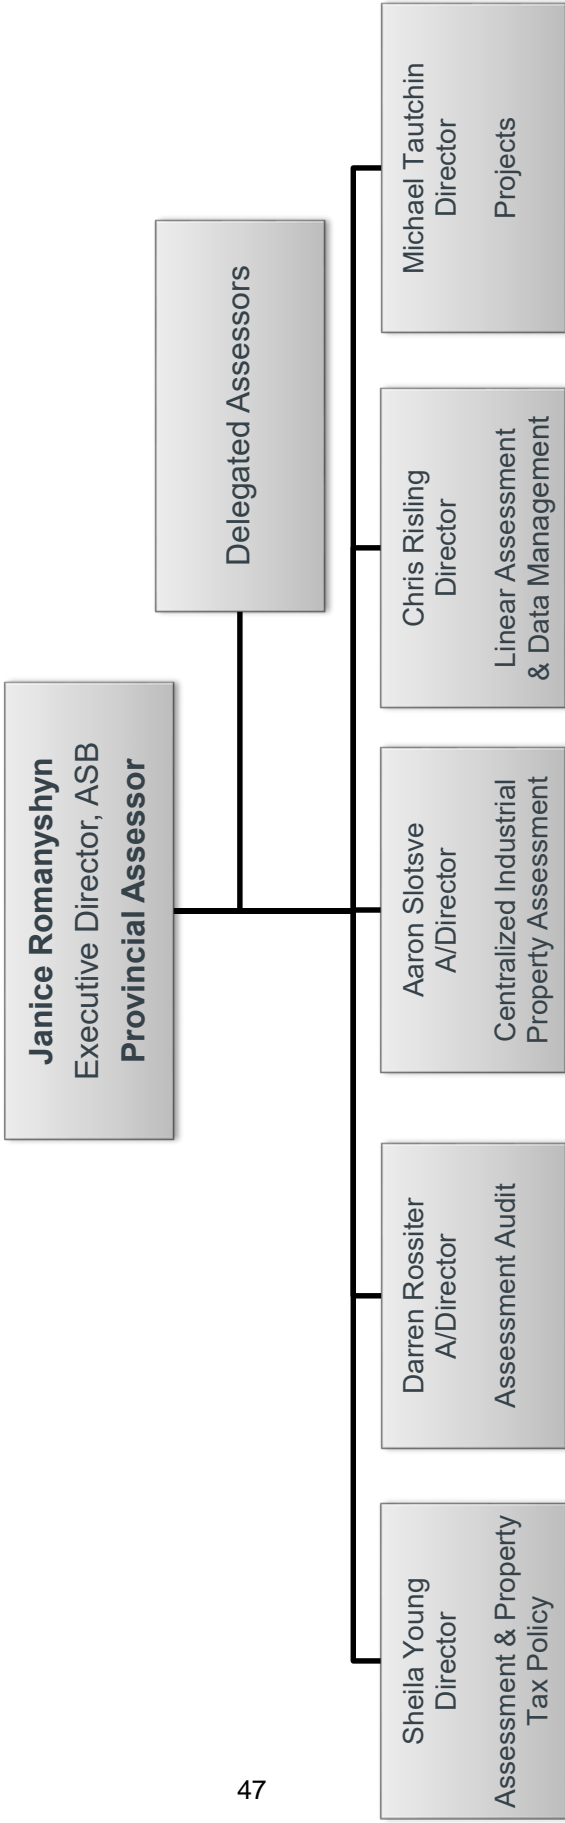 Janice Romanyshyn
Executive Director, ASB
Provincial Assessor
Delegated Assessors
Sheila Young
Director
Assessment & Property
Tax Policy
Darren Rossiter
A/Director
Assessment Audit
Aaron Slotsve
A/Director
Centralized Industrial
Property Assessment
Chris Risling
Director
Linear Assessment
& Data Management
Michael Tautchin
Director
Projects
47